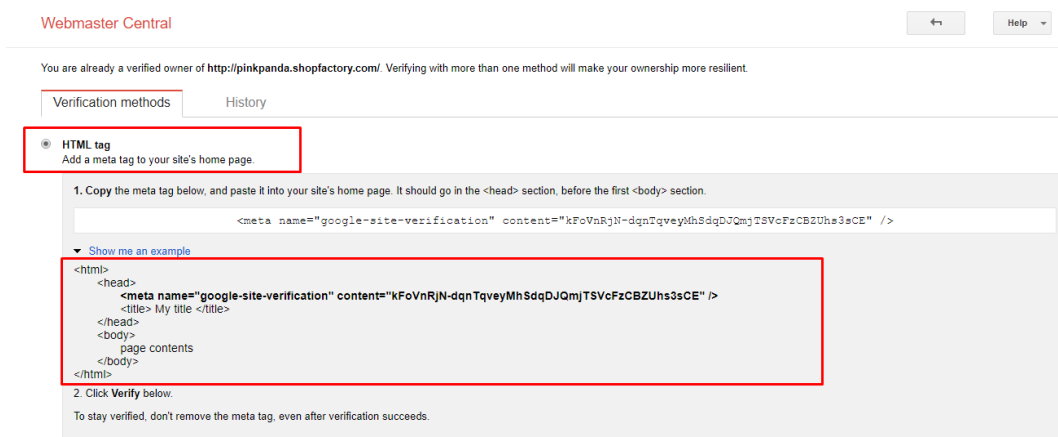 Webmaster Central
Help
You are already a verified owner of http://pinkpanda.shopfactory.com/. Verifying with more than one method will make your ownership more resilient.
Verification methods History
HTML tag
Add a meta tag to your site's home page.
1. Copy the meta tag below, and paste it into your site's home page. It should go in the <head> section, before the first <body> section.
<meta name="google-site-verification" content="kFoVnRjN-dqnTqveyMhSdqDJQmjTSVcFzCBZUhs3sCE" />
Show me an example
<html>
<head>
<meta name="google-site-verification" content="kFoVnRjN-dqnTqveyMhSdqDJQmjTSVcFzCBZUhs3sCE" />
<title> My title </title>
</head>
<body>
page contents
</body>
</html>
2. Click Verify below.
To stay verified, don't remove the meta tag, even after verification succeeds.